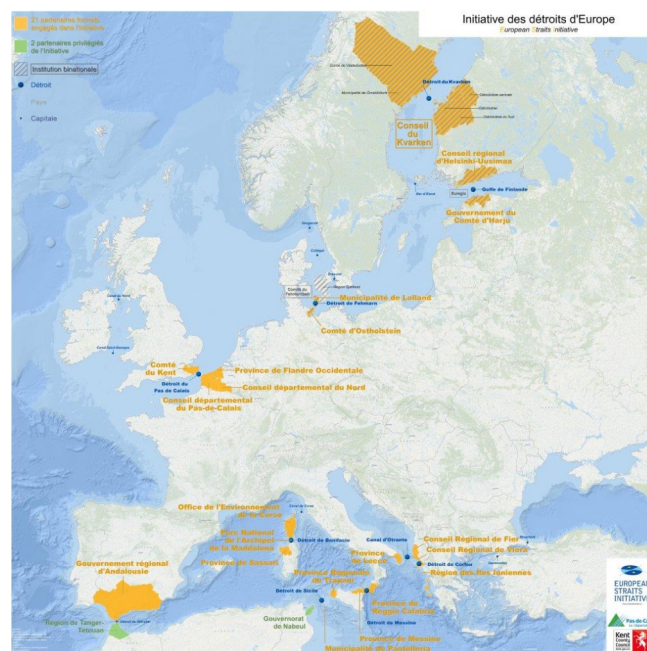 Initiative des détroits d'Europe
European Straits Initiative
21 partenaires formels
engagés dans l'Initiative
2 partenaires privilégiés
de l'Initiative
Institution binationale
Détroit
Pays
Capitale
Détroit du Kvarken
Conseil
du
Kvarken
Conseil régional
d'Helsinki-Uusimaa
Golfe de Finlande
Gouvernement du
Comté d'Harju
Municipalité de Lolland
Détroit de Fehmarn
Comté d'Ostholstein
Comté
du Kent
Province de Flandre Occidentale
Détroit du
Pas de Calais
Conseil départemental du Nord
Conseil départemental
du Pas-de-Calais
Office de l'Environnement
de la Corse
Parc National
de l'Archipel
de la Maddalena
Détroit de Bonifacio
Province de Sassari
Canal d'Otrante
Conseil Régional de Fier
Conseil Régional de Vlora
Province
de Lecce
Détroit de Corfou
Région des Iles Ioniennes
Gouvernement régional
d'Andalousie
Détroit de Sicile
Province de
Reggio Calabria
Détroit de Messine
Gouvernorat
de Nabeul
Région de Tanger-
Tétouan
Province de Messine
Municipalité de Pantelleria
EUROPEAN
STRAITS
INITIATIVE
Kent
County
Council